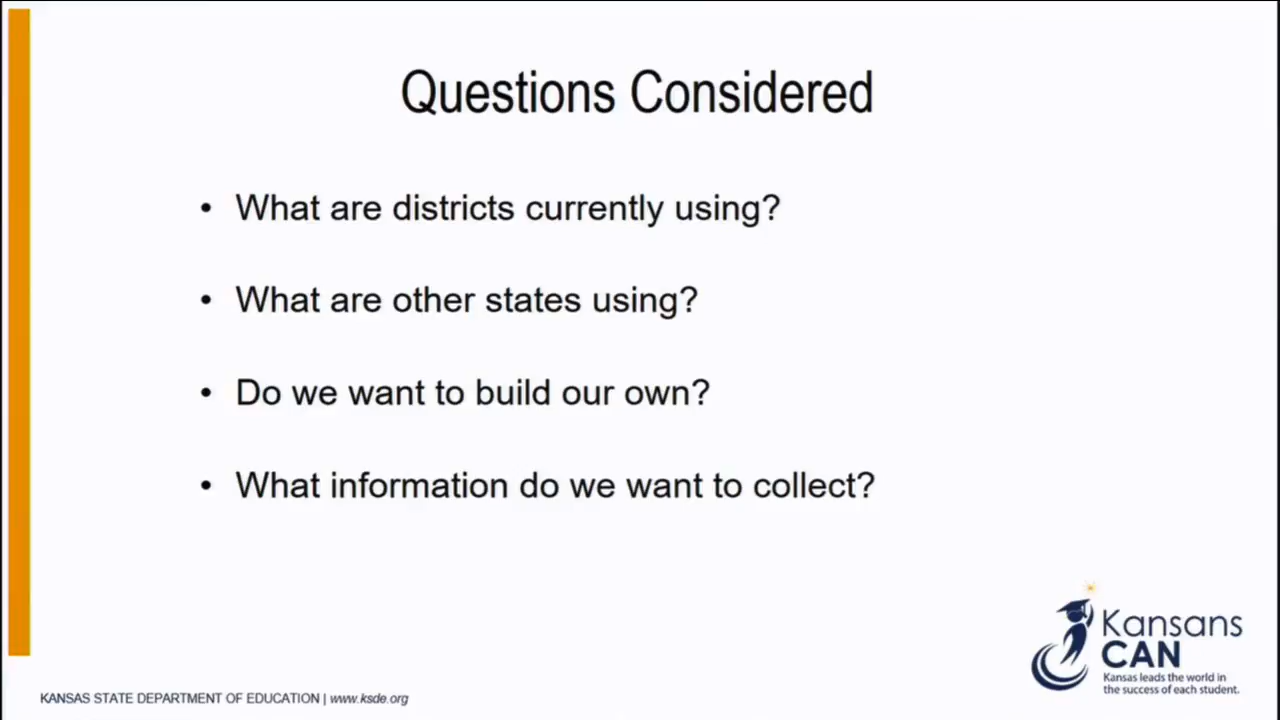 Questions Considered
• What are districts currently using?
• What are other states using?
• Do we want to build our own?
• What information do we want to collect?
Kansans
CAN
Kansas leads the world in
the success of each student.
KANSAS STATE DEPARTMENT OF EDUCATION | www.ksde.org